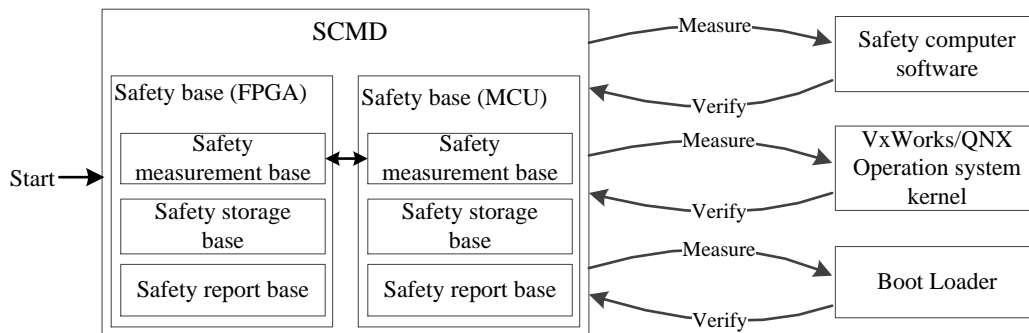 SCMD
Start
Safety base (FPGA)
Safety
measurement base
Safety storage
base
Safety report base
Safety base (MCU)
Safety
measurement base
Safety storage
base
Safety report base
Measure
Verify
Safety computer
software
Measure
Verify
VxWorks/QNX
Operation system
kernel
Measure
Verify
Boot Loader